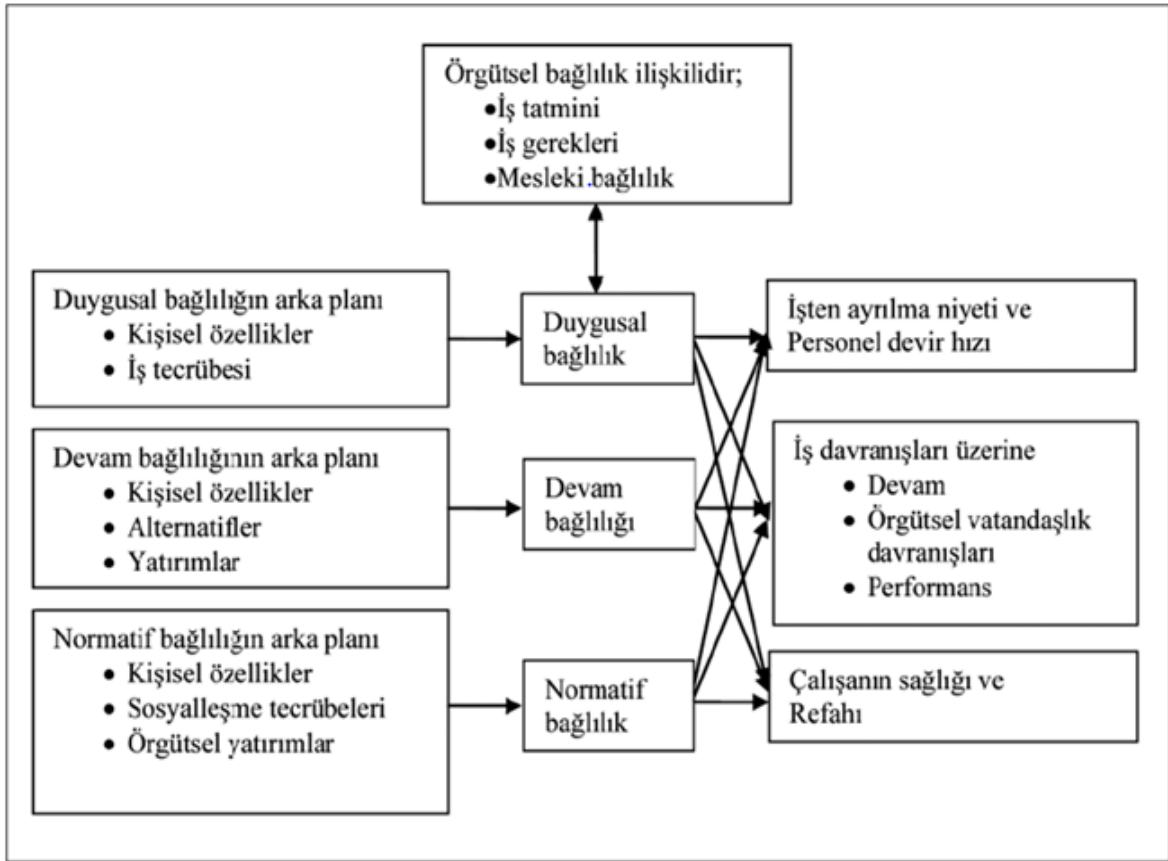 Örgütsel bağlılık ilişkilidir;
•İş tatmini
•İş gerekleri
•Mesleki.bağlılık
Duygusal bağlılığın arka planı
• Kişisel özellikler
• İş tecrübesi
Duygusal
bağlılık
İşten ayrılma niyeti ve
Personel devir hızı
Devam bağlılığının arka planı
• Kişisel özellikler
• Alternatifler
• Yatırımlar
Devam
bağlılığı
İş davranışları üzerine
• Devam
• Örgütsel vatandaşlık
davranışları
• Performans
Normatif bağlılığın arka planı
• Kişisel özellikler
• Sosyalleşme tecrübeleri
• Örgütsel yatırımlar
Normatif
bağlılık
Çalışanın sağlığı ve
Refahı